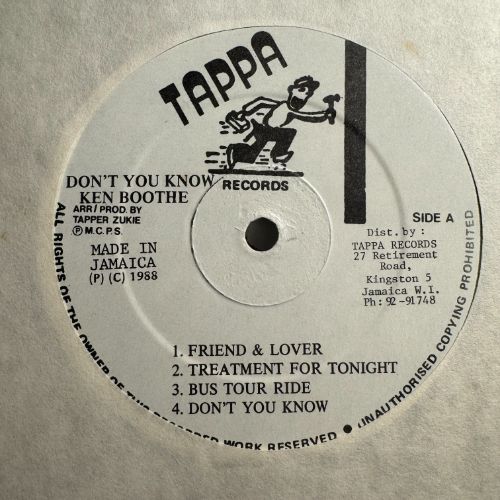 TAPPA
RECORDS
DON'T YOU KNOW
KEN BOOTHE
ARR/ PROD. BY
TAPPER ZUKIE
Ⓟ M.C.P.S.
MADE IN
JAMAICA
(P) (C) 1988
SIDE A
Dist. by:
TAPPA RECORDS
27 Retirement
Road,
Kingston 5
Jamaica W.I.
Ph: 92-91748
1. FRIEND & LOVER
2. TREATMENT FOR TONIGHT
3. BUS TOUR RIDE
4. DON'T YOU KNOW
ALL RIGHTS OF THE OWNER OF THE RECORDED WORK RESERVED • UNAUTHORISED COPYING PROHIBITED